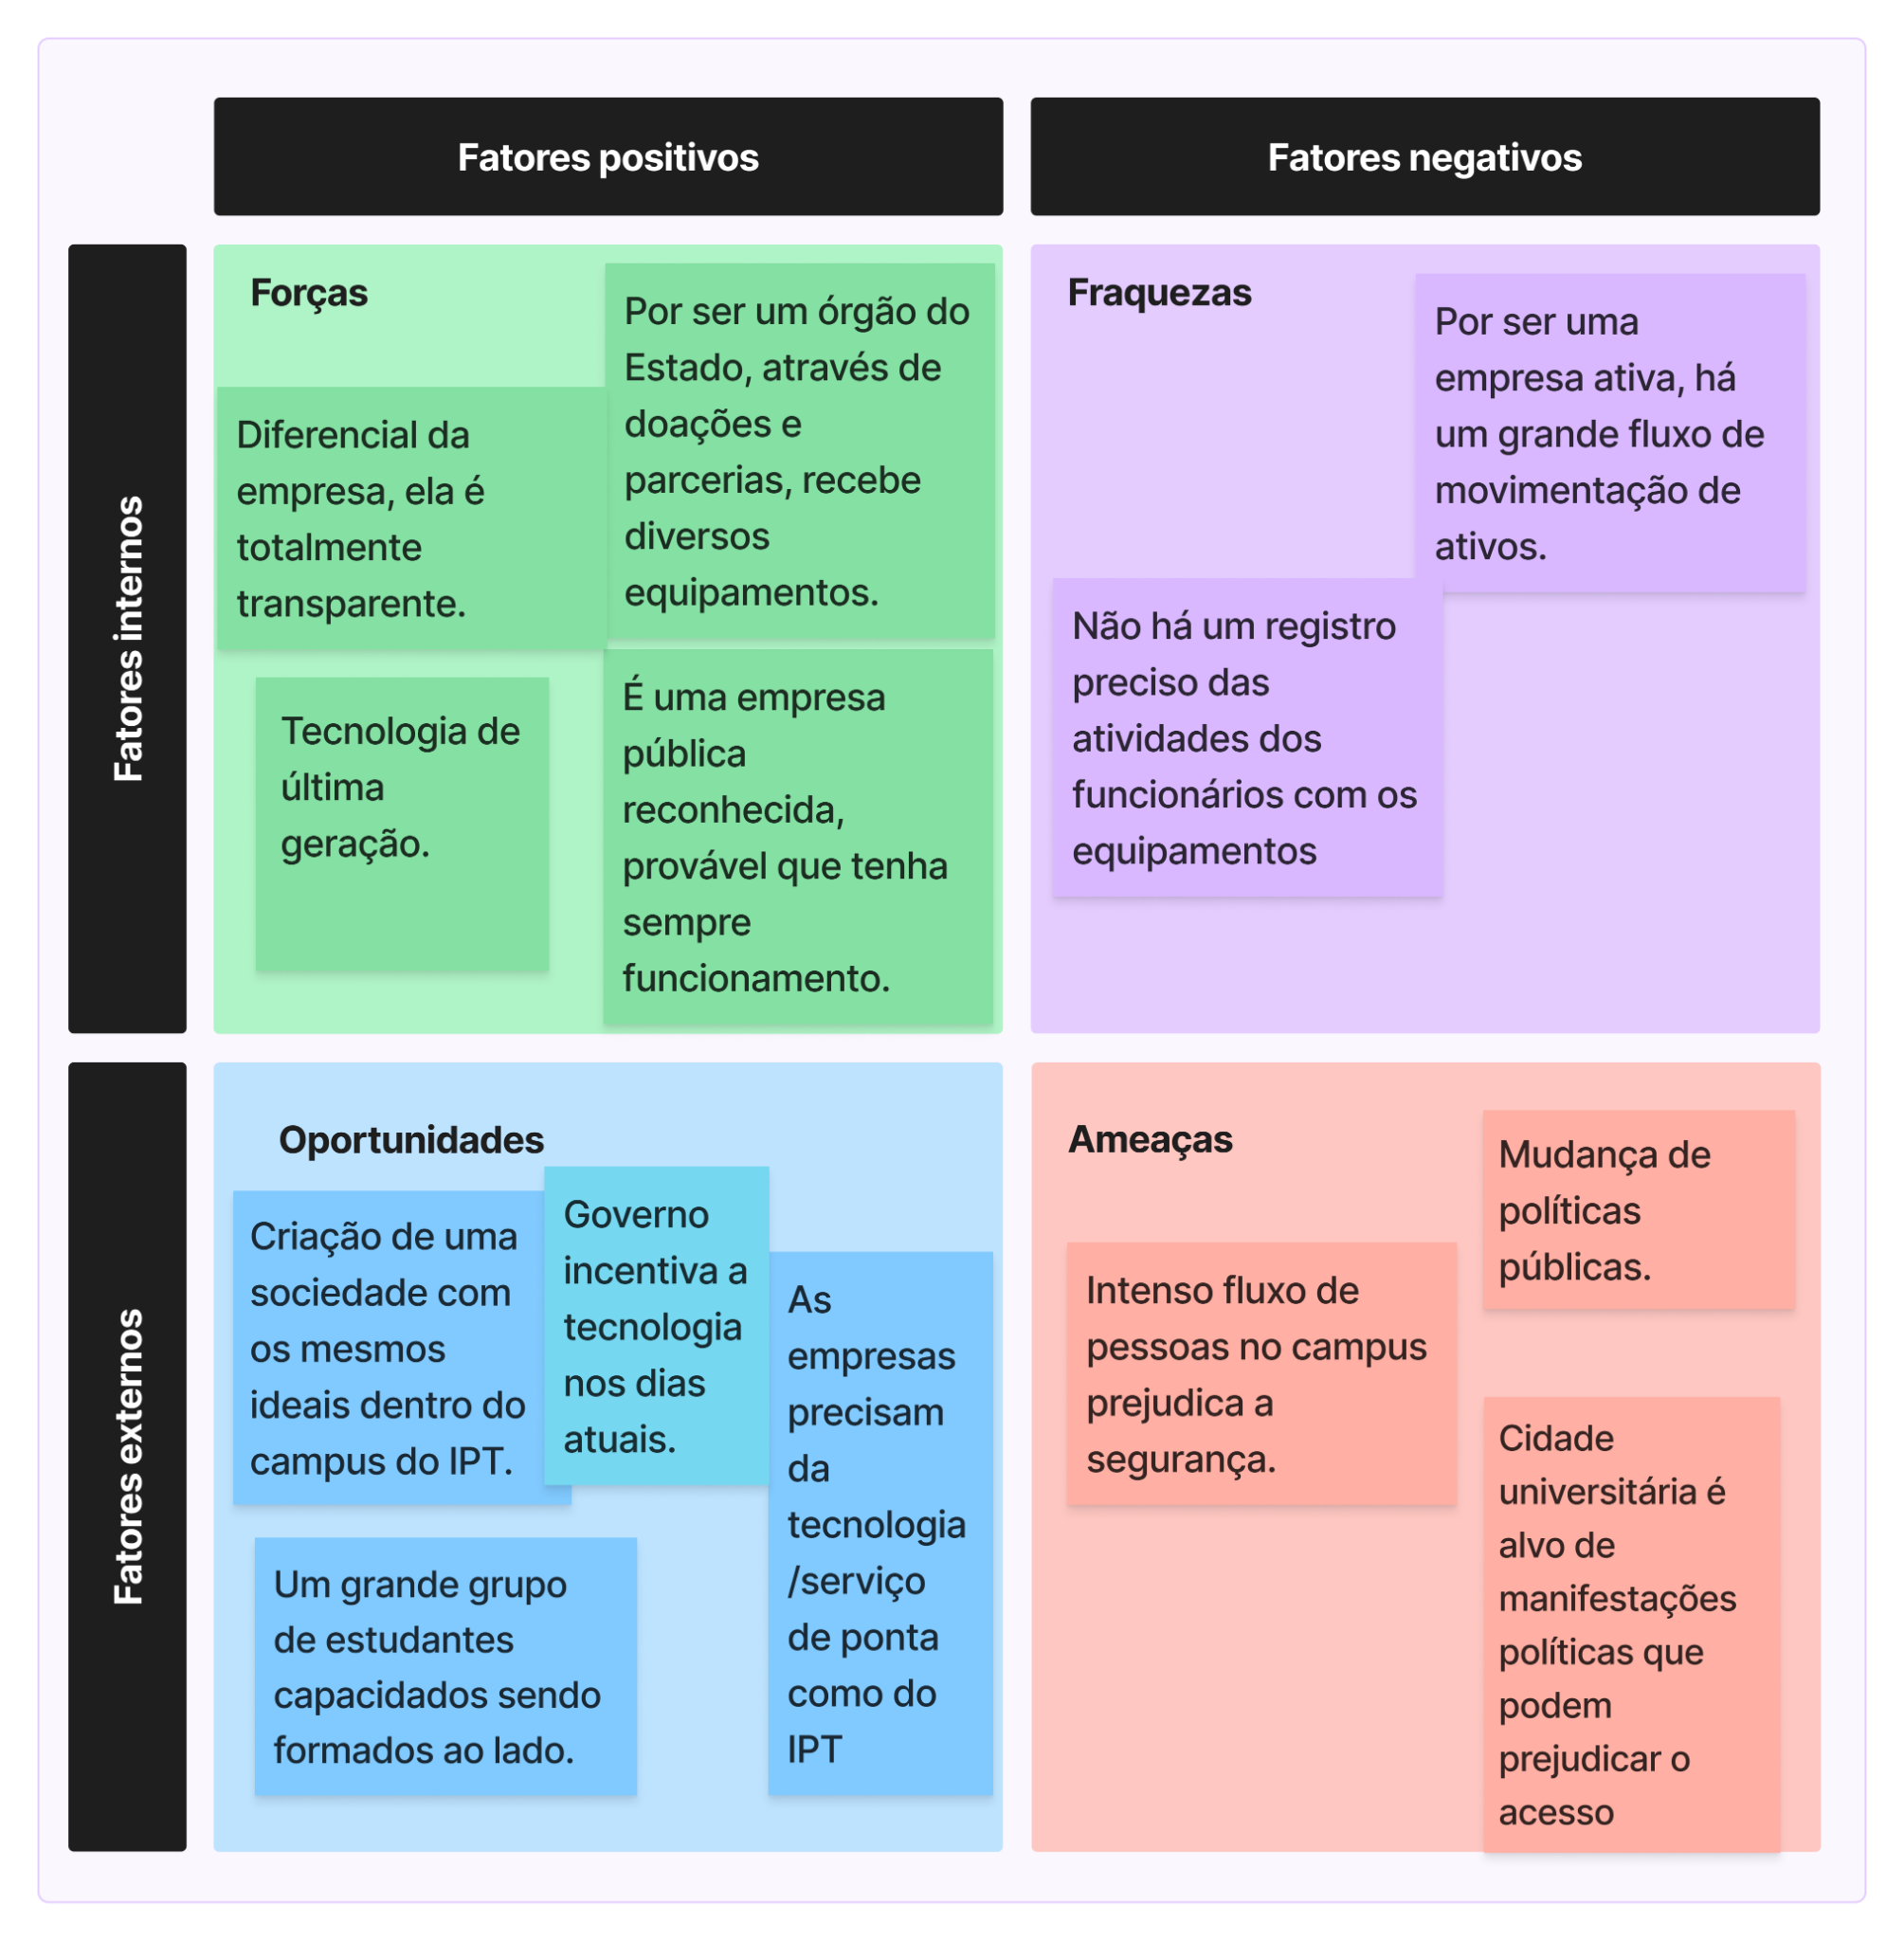 Fatores positivos
Fatores negativos
Fatores internos
Forças
Por ser um órgão do
Estado, através de
doações e
parcerias, recebe
diversos
equipamentos.
Diferencial da
empresa, ela é
totalmente
transparente.
Tecnologia de
última
geração.
É uma empresa
pública
reconhecida,
provável que tenha
sempre
funcionamento.
Fraquezas
Por ser uma
empresa ativa, há
um grande fluxo de
movimentação de
ativos.
Não há um registro
preciso das
atividades dos
funcionários com os
equipamentos
Fatores externos
Oportunidades
Criação de uma
sociedade com
os mesmos
ideais dentro do
campus do IPT.
Governo
incentiva a
tecnologia
nos dias
atuais.
As
empresas
precisam
da
tecnologia
/serviço
de ponta
como do
IPT
Um grande grupo
de estudantes
capacidados sendo
formados ao lado.
Ameaças
Mudança de
políticas
públicas.
Intenso fluxo de
pessoas no campus
prejudica a
segurança.
Cidade
universitária é
alvo de
manifestações
políticas que
podem
prejudicar o
acesso